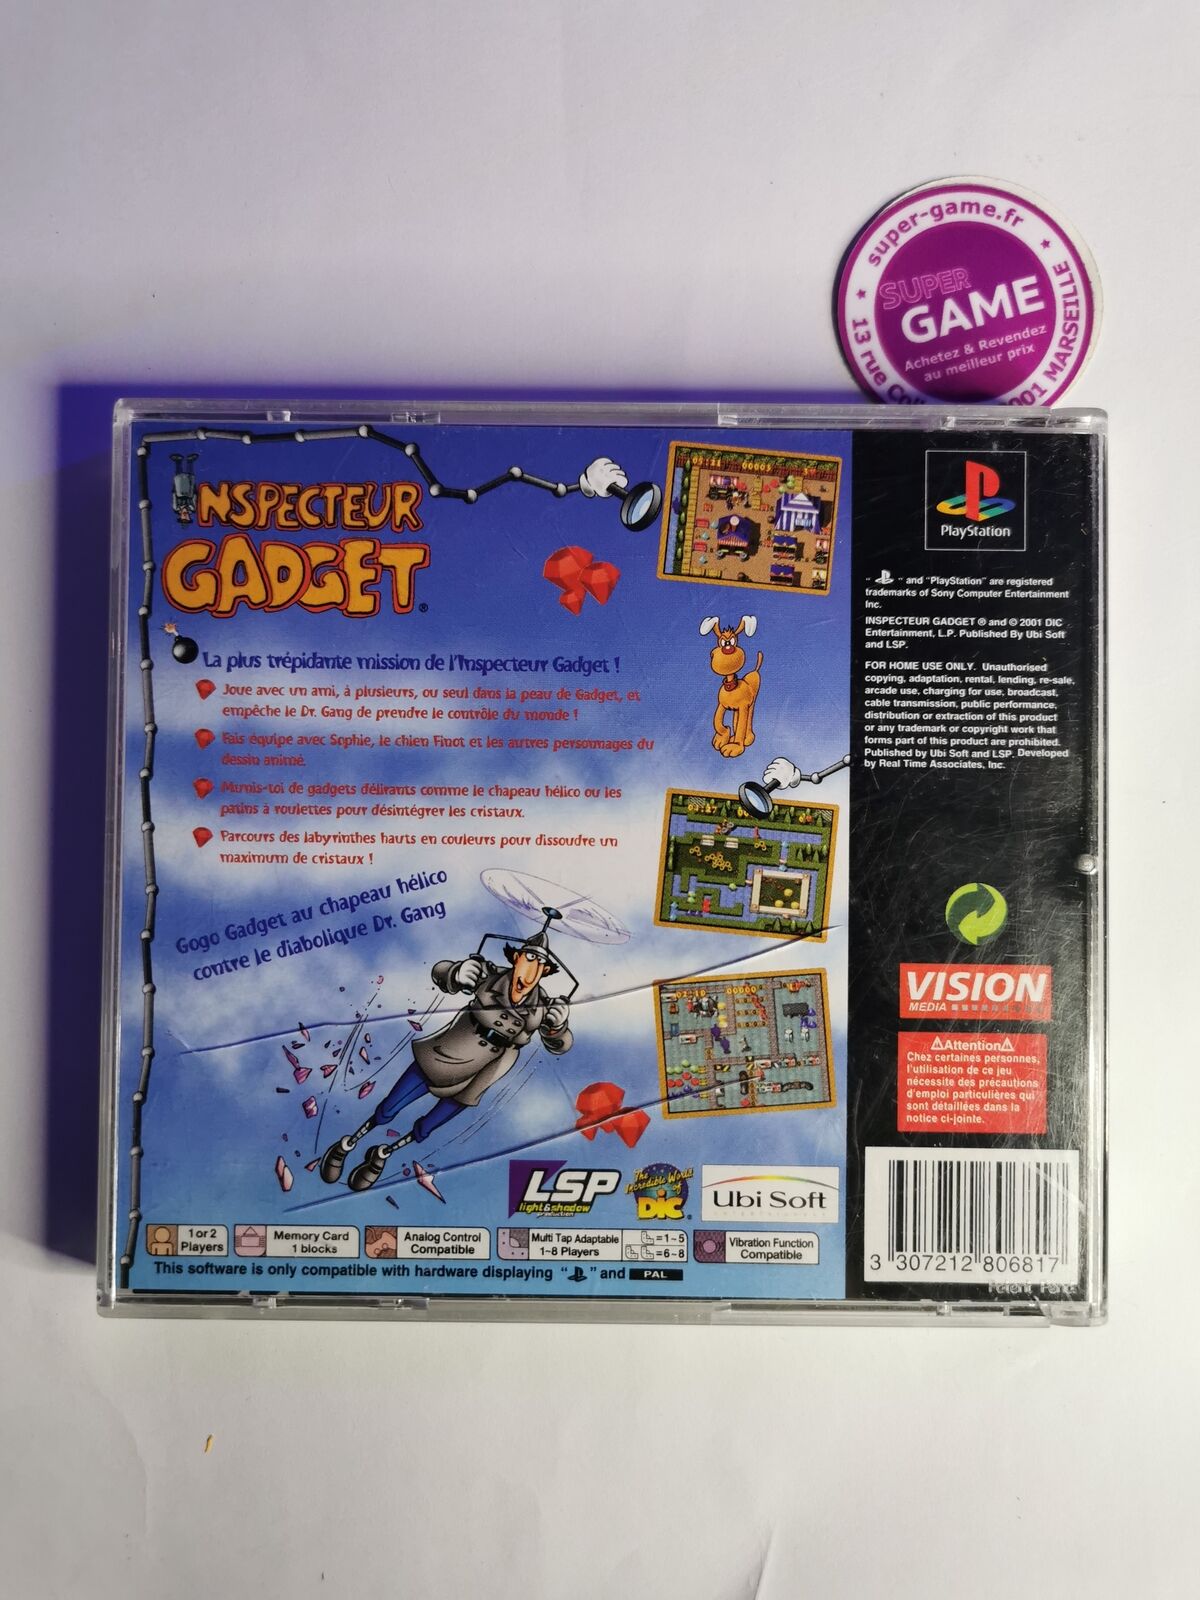 super-game.fr
SUPER
GAME
Achetez & Revendez
au meilleur prix
13 rue
001 MARSEILLE
INSPECTEUR
GADGET®
La plus trépidante mission de l'Inspecteur Gadget !
Joue avec un ami, à plusieurs, ou seul dans la peau de Gadget, et
empêche le Dr. Gang de prendre le contrôle du monde !
Fais équipe avec Sophie, le chien Finot et les autres personnages du
dessin animé.
Munis-toi de gadgets délirants comme le chapeau hélico ou les
patins à roulettes pour désintégrer les cristaux.
Parcours des labyrinthes hauts en couleurs pour dissoudre un
maximum de cristaux !
Gogo Gadget au chapeau hélico
contre le diabolique Dr. Gang
LSP
light&shadow
production
The
Incredible World
of
DiC®
Ubi Soft
1 or 2
Players
Memory Card
1 blocks
Analog Control
Compatible
Multi Tap Adaptable
1-8 Players
=1~5
=6~8
Vibration Function
Compatible
This software is only compatible with hardware displaying " " and PAL
PlayStation
" " and "PlayStation" are registered
trademarks of Sony Computer Entertainment
Inc.
INSPECTEUR GADGET ® and © 2001 DIC
Entertainment, L.P. Published By Ubi Soft
and LSP.
FOR HOME USE ONLY. Unauthorised
copying, adaptation, rental, lending, re-sale,
arcade use, charging for use, broadcast,
cable transmission, public performance,
distribution or extraction of this product
or any trademark or copyright work that
forms part of this product are prohibited.
Published by Ubi Soft and LSP. Developed
by Real Time Associates, Inc.
VISION
MEDIA
⚠Attention⚠
Chez certaines personnes,
l'utilisation de ce jeu
nécessite des précautions
d'emploi particulières qui
sont détaillées dans la
notice ci-jointe.
3 307212 806817